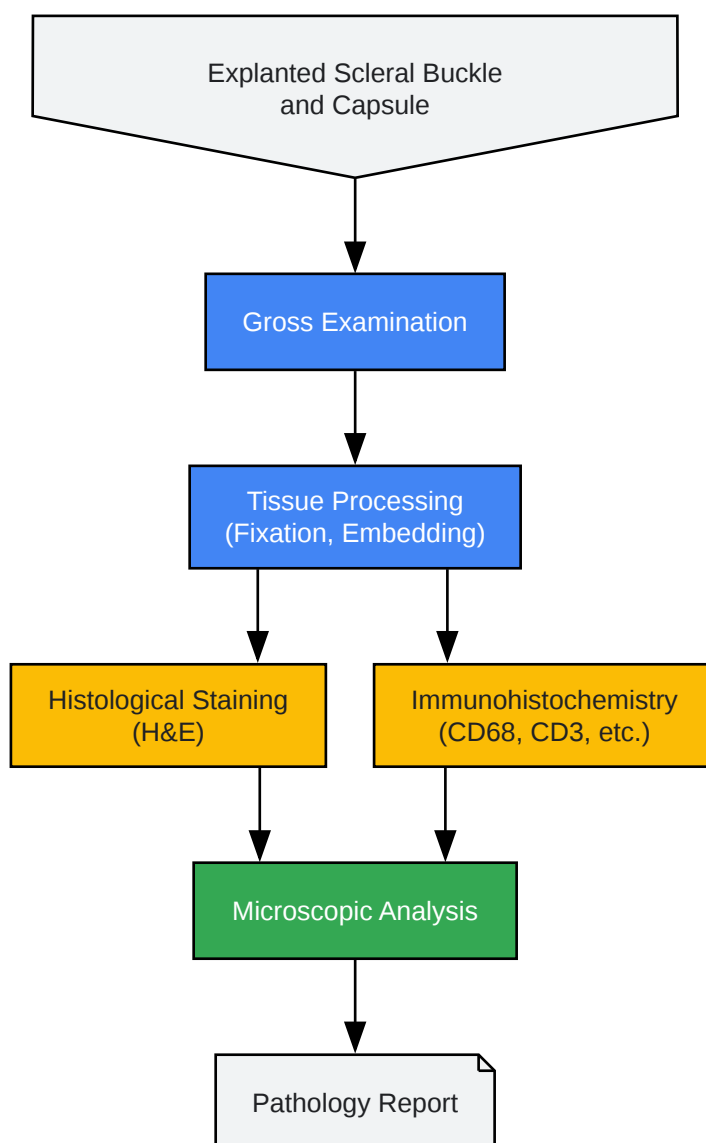 Explanted Scleral Buckle
and Capsule
Gross Examination
Tissue Processing
(Fixation, Embedding)
Histological Staining
(H&E)
Immunohistochemistry
(CD68, CD3, etc.)
Microscopic Analysis
Pathology Report